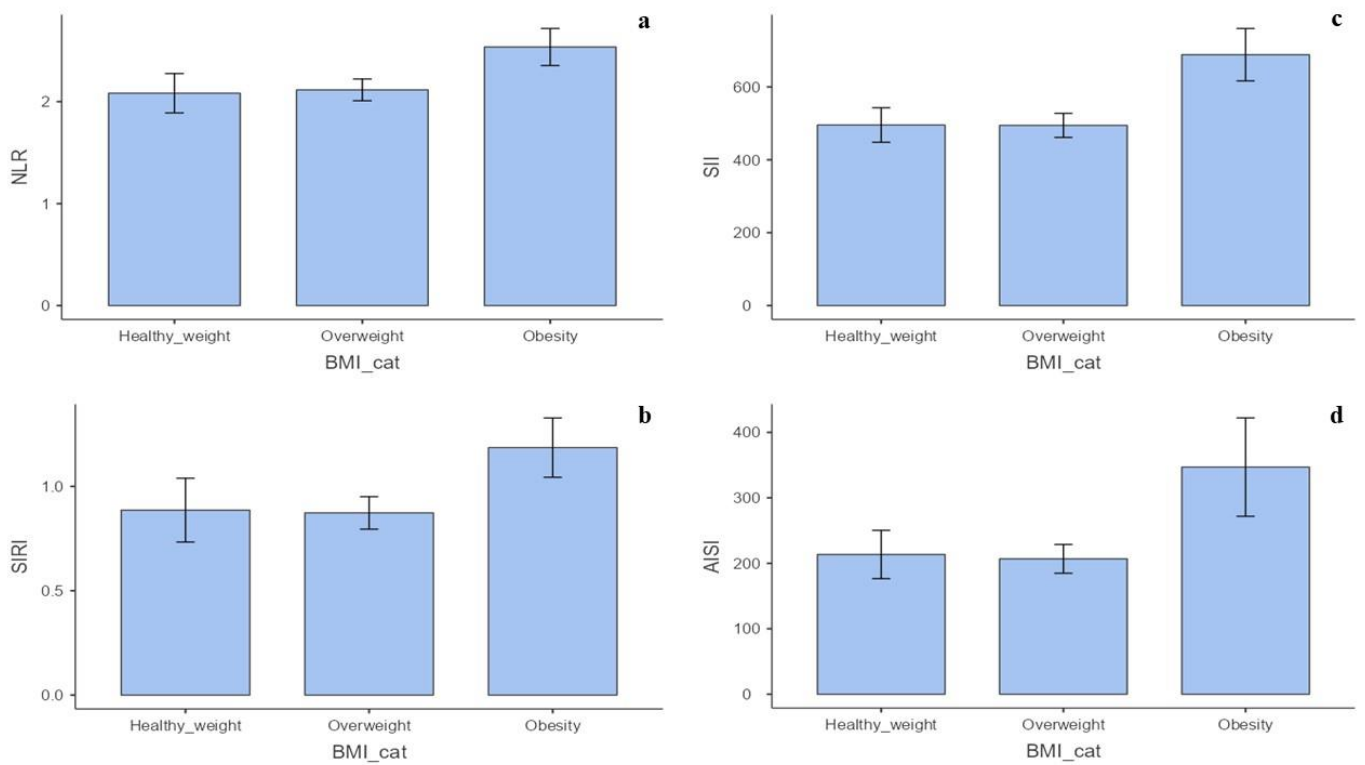 a
NLR
2
1
0
Healthy_weight Overweight Obesity
BMI_cat
c
SII
600
400
200
0
Healthy_weight Overweight Obesity
BMI_cat
b
SIRI
1.0
0.5
0.0
Healthy_weight Overweight Obesity
BMI_cat
d
AISI
400
300
200
100
0
Healthy_weight Overweight Obesity
BMI_cat